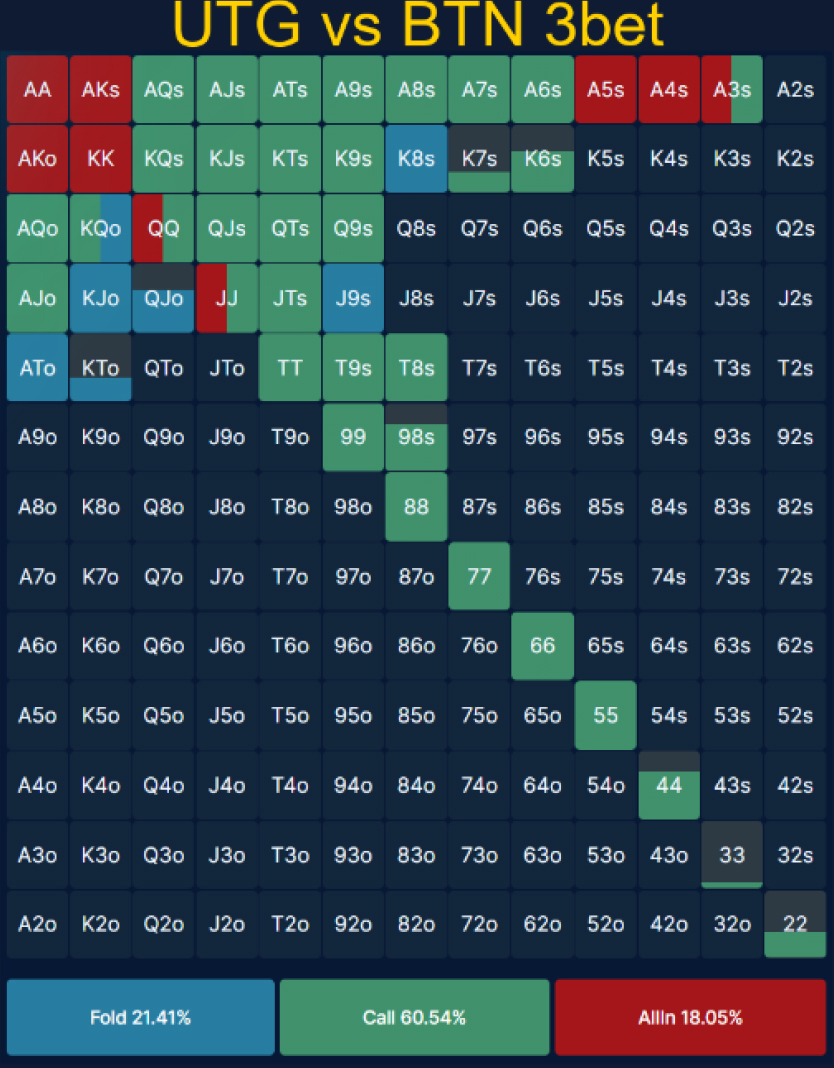 UTG vs BTN 3bet
AA AKs AQs AJs ATs A9s A8s A7s A6s A5s A4s A3s A2s
AKo KK KQs KJs KTs K9s K8s K7s K6s K5s K4s K3s K2s
AQo KQo QQ QJs QTs Q9s Q8s Q7s Q6s Q5s Q4s Q3s Q2s
AJo KJo QJo JJ JTs J9s J8s J7s J6s J5s J4s J3s J2s
ATo KTo QTo JTo TT T9s T8s T7s T6s T5s T4s T3s T2s
A9o K9o Q9o J9o T9o 99 98s 97s 96s 95s 94s 93s 92s
A8o K8o Q8o J8o T8o 98o 88 87s 86s 85s 84s 83s 82s
A7o K7o Q7o J7o T7o 97o 87o 77 76s 75s 74s 73s 72s
A6o K6o Q6o J6o T6o 96o 86o 76o 66 65s 64s 63s 62s
A5o K5o Q5o J5o T5o 95o 85o 75o 65o 55 54s 53s 52s
A4o K4o Q4o J4o T4o 94o 84o 74o 64o 54o 44 43s 42s
A3o K3o Q3o J3o T3o 93o 83o 73o 63o 53o 43o 33 32s
A2o K2o Q2o J2o T2o 92o 82o 72o 62o 52o 42o 32o 22
Fold 21.41% Call 60.54% AllIn 18.05%